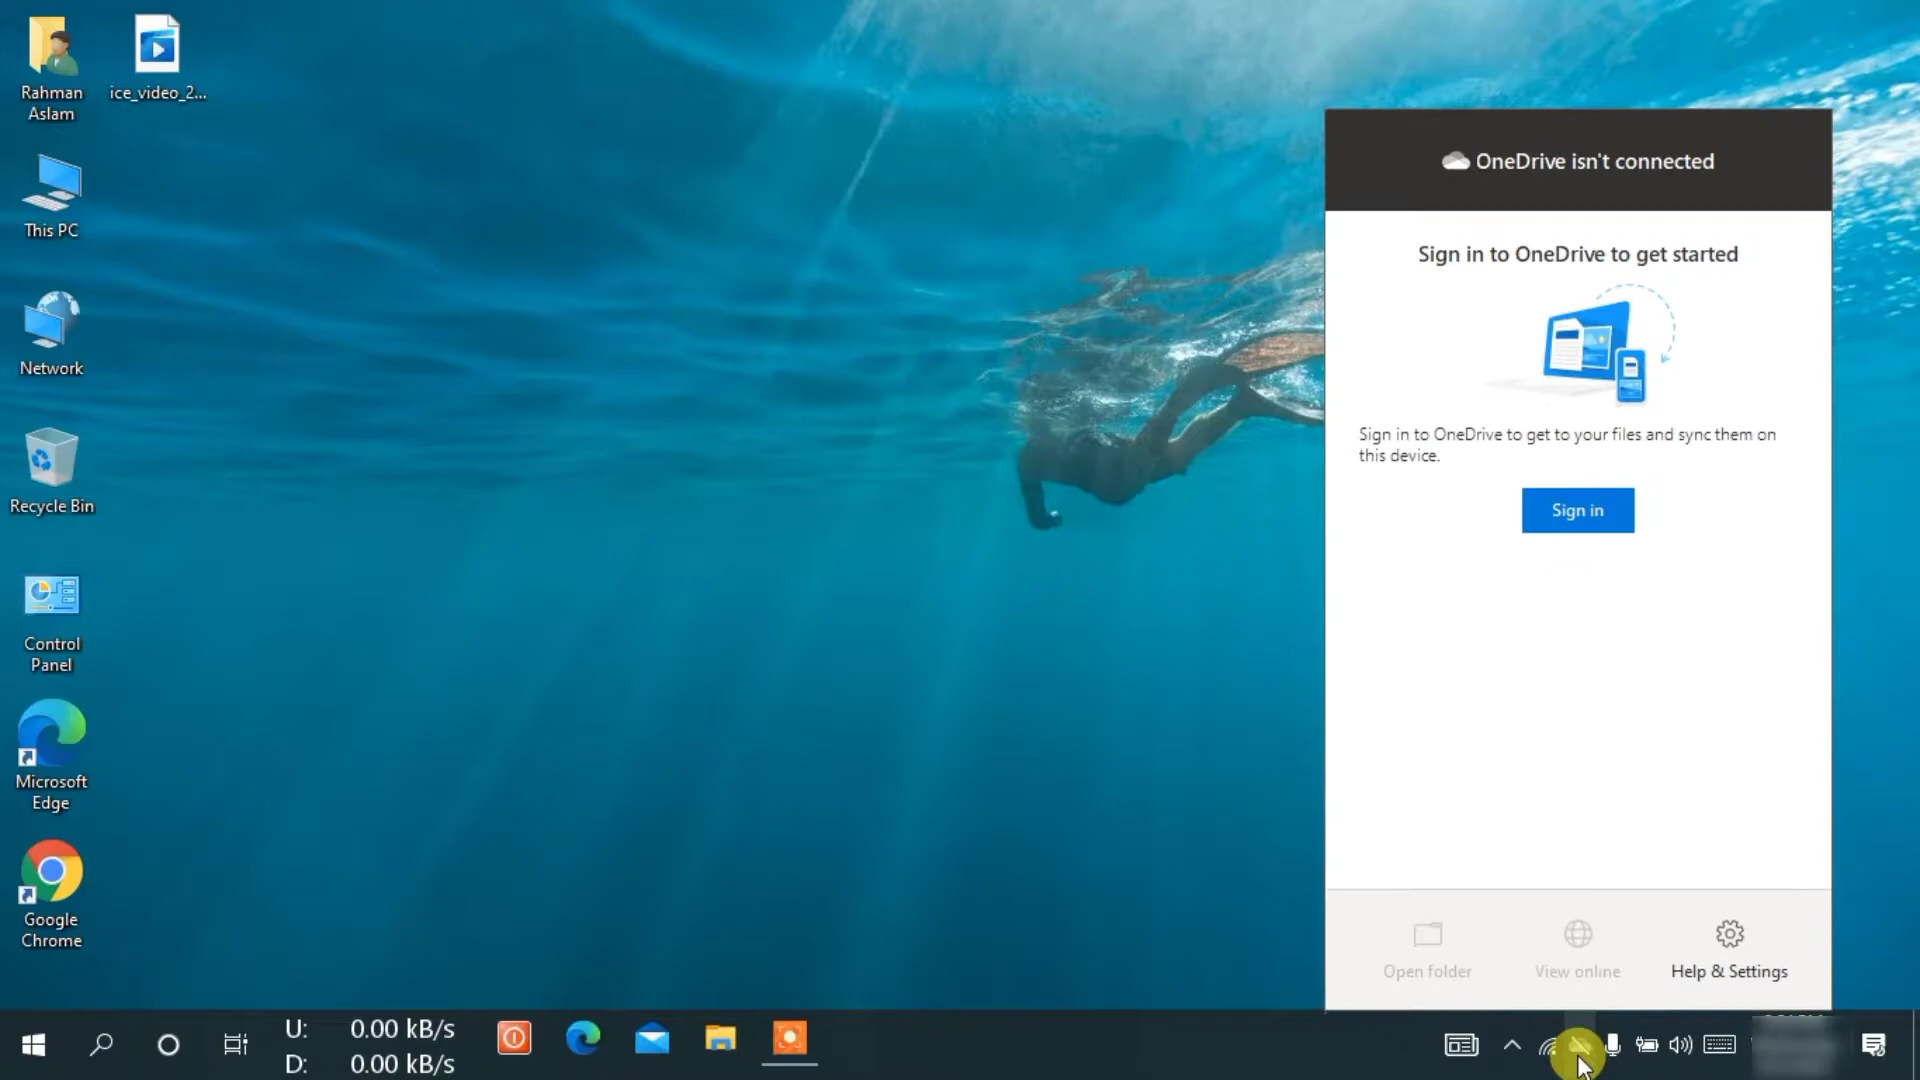 Rahman
Aslam
ice_video_2...
This PC
Network
Recycle Bin
Control
Panel
Microsoft
Edge
Google
Chrome
OneDrive isn't connected
Sign in to OneDrive to get started
Sign in to OneDrive to get to your files and sync them on
this device.
Sign in
Open folder
View online
Help & Settings
U: 0.00 kB/s
D: 0.00 kB/s